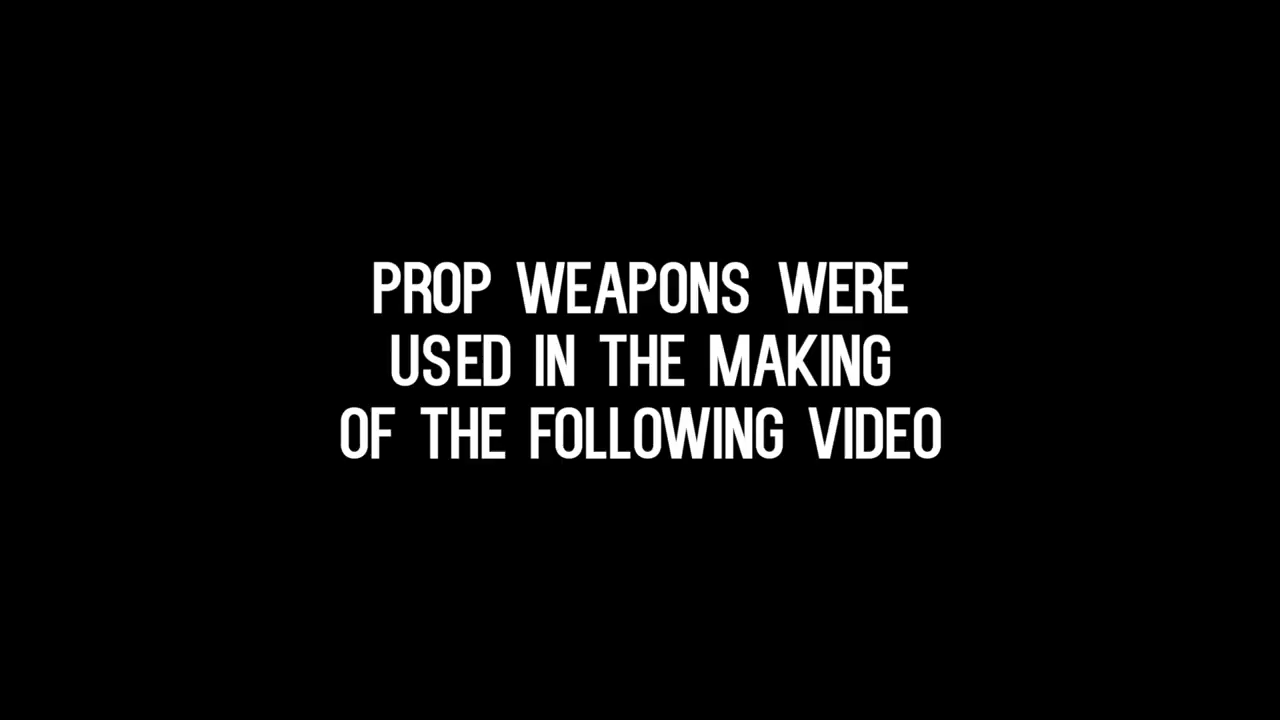 PROP WEAPONS WERE
USED IN THE MAKING
OF THE FOLLOWING VIDEO